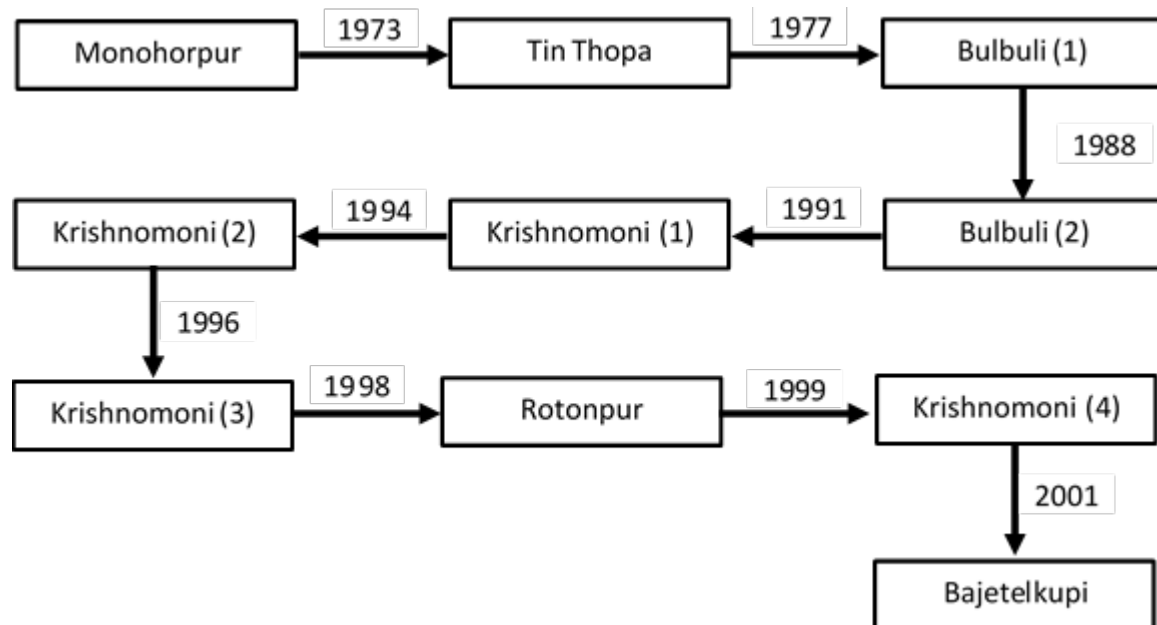 Monohorpur
1973
Tin Thopa
1977
Bulbuli (1)
1988
Bulbuli (2)
1991
Krishnomoni (1)
1994
Krishnomoni (2)
1996
Krishnomoni (3)
1998
Rotonpur
1999
Krishnomoni (4)
2001
Bajetelkupi